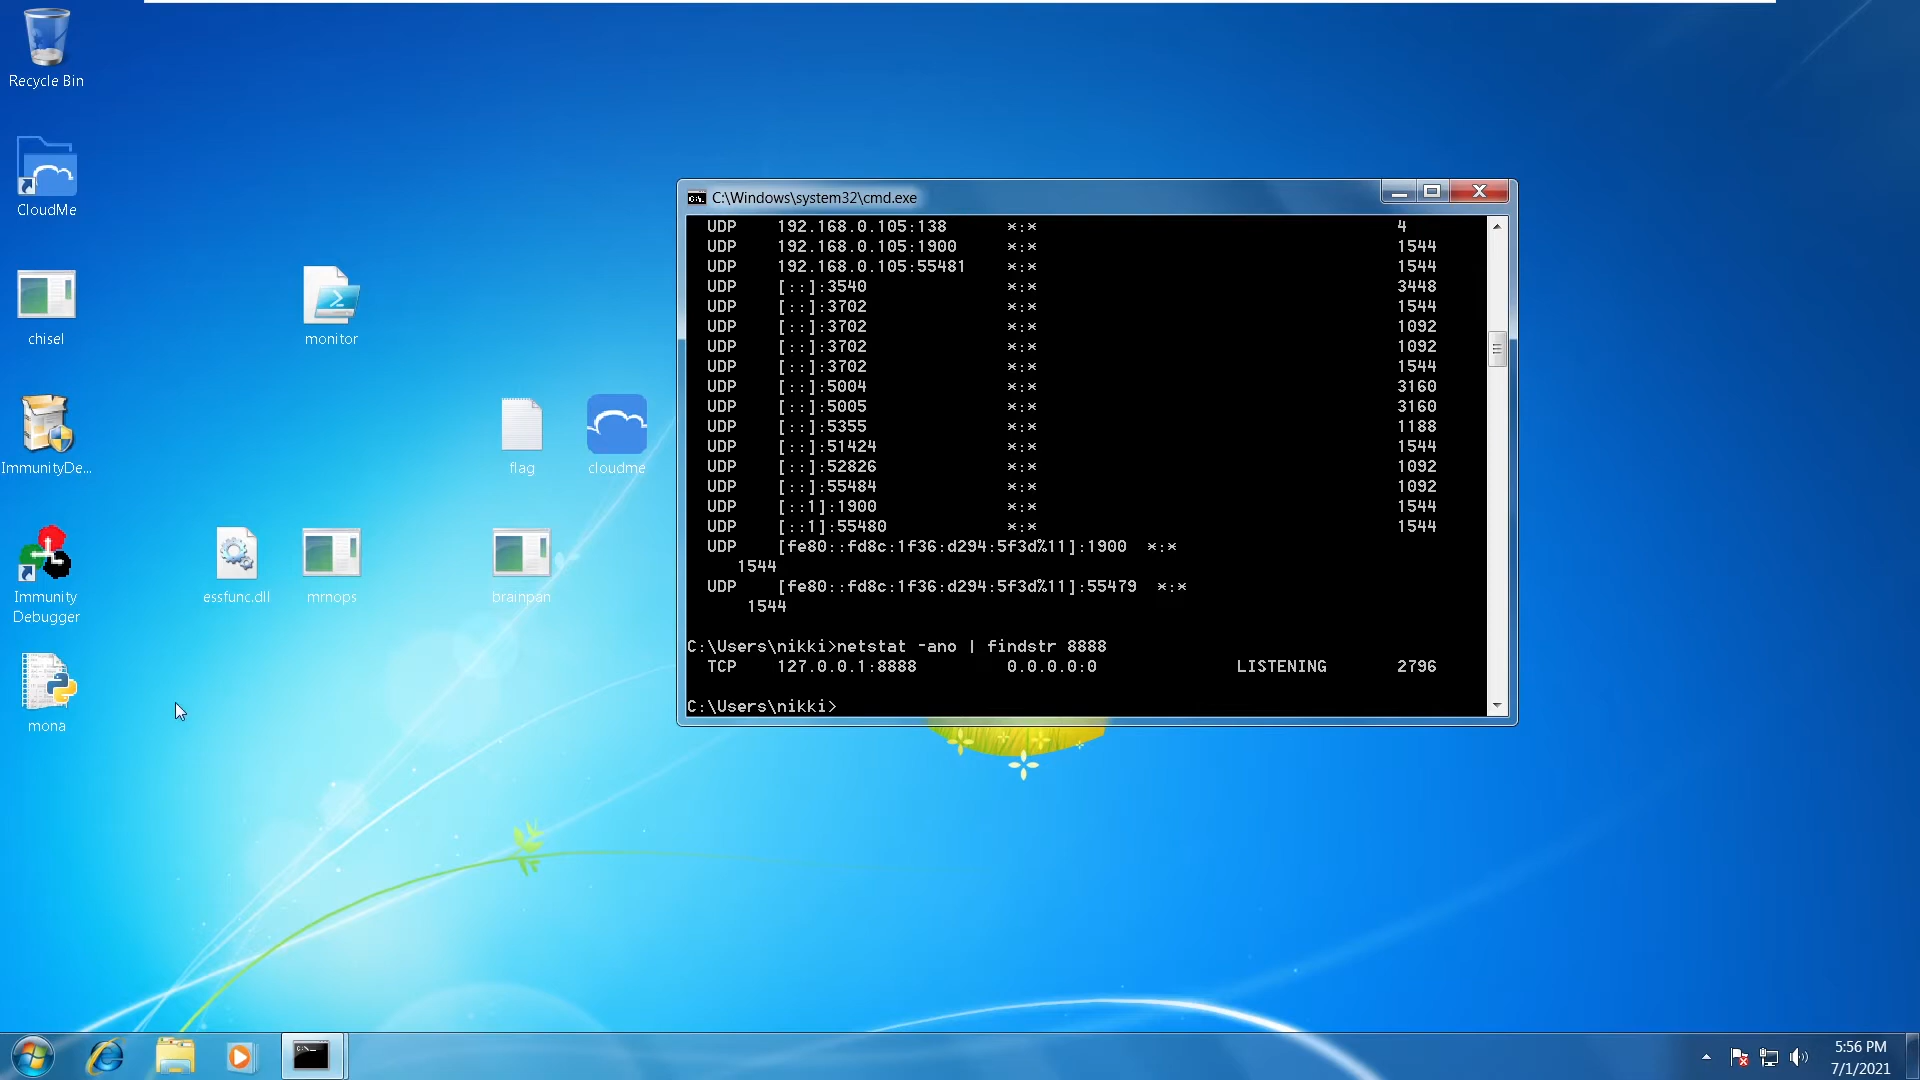 Recycle Bin
CloudMe
chisel
monitor
ImmunityDe...
flag
cloudme
Immunity
Debugger
essfunc.dll
mrnops
brainpan
mona
C:\Windows\system32\cmd.exe
UDP 192.168.0.105:138 *:* 4
UDP 192.168.0.105:1900 *:* 1544
UDP 192.168.0.105:55481 *:* 1544
UDP [::]:3540 *:* 3448
UDP [::]:3702 *:* 1544
UDP [::]:3702 *:* 1092
UDP [::]:3702 *:* 1092
UDP [::]:3702 *:* 1544
UDP [::]:5004 *:* 3160
UDP [::]:5005 *:* 3160
UDP [::]:5355 *:* 1188
UDP [::]:51424 *:* 1544
UDP [::]:52826 *:* 1092
UDP [::]:55484 *:* 1092
UDP [::1]:1900 *:* 1544
UDP [::1]:55480 *:* 1544
UDP [fe80::fd8c:1f36:d294:5f3d%11]:1900 *:*
1544
UDP [fe80::fd8c:1f36:d294:5f3d%11]:55479 *:*
1544
C:\Users\nikki>netstat -ano | findstr 8888
TCP 127.0.0.1:8888 0.0.0.0:0 LISTENING 2796
C:\Users\nikki>
5:56 PM
7/1/2021